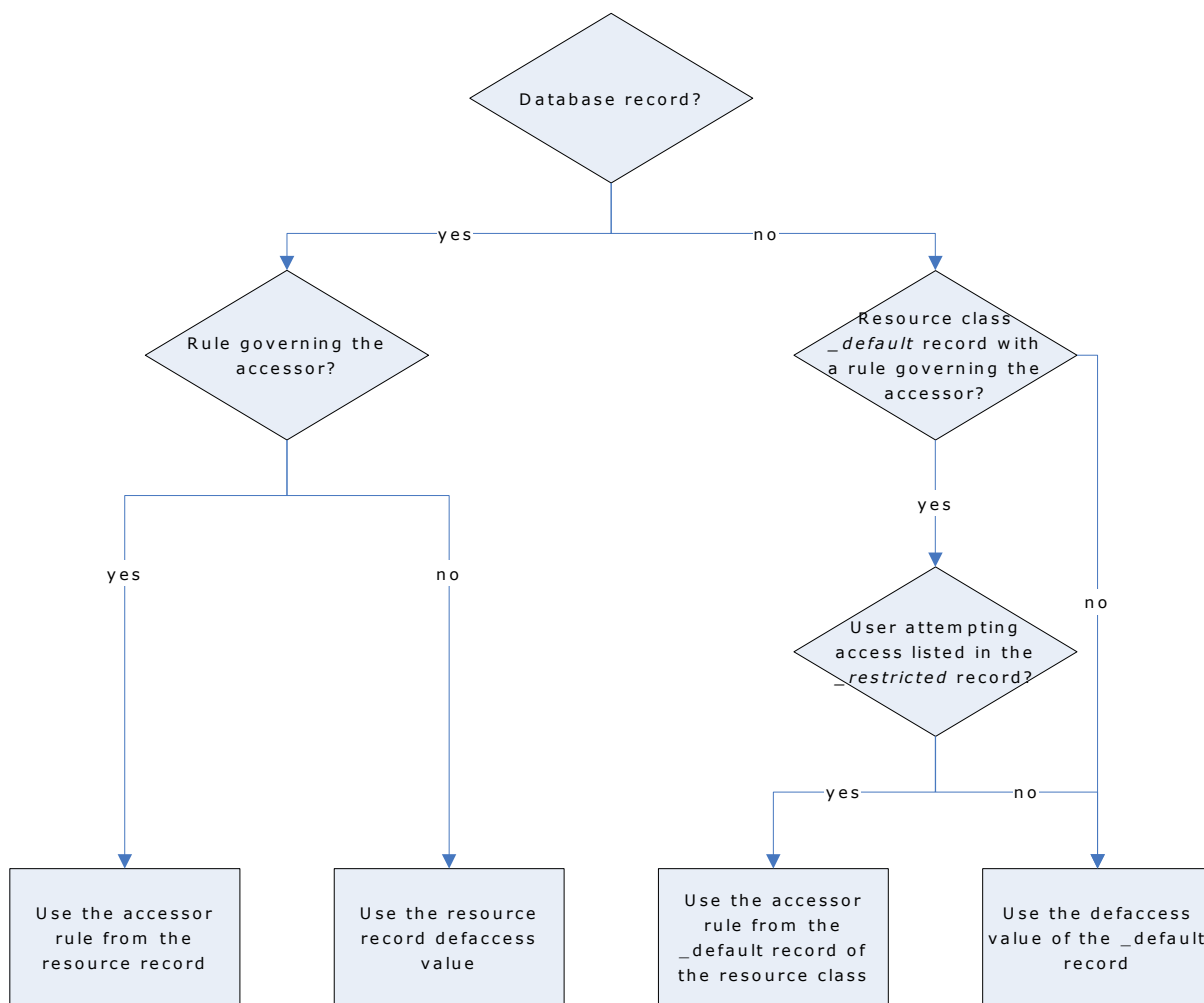 Database record?
yes
no
Rule governing the
accessor?
Resource class
_default record with
a rule governing the
accessor?
yes
yes
no
no
User attempting
access listed in the
_restricted record?
yes
no
Use the accessor
rule from the
resource record
Use the resource
record defaccess
value
Use the accessor
rule from the
_default record of
the resource class
Use the defaccess
value of the _default
record